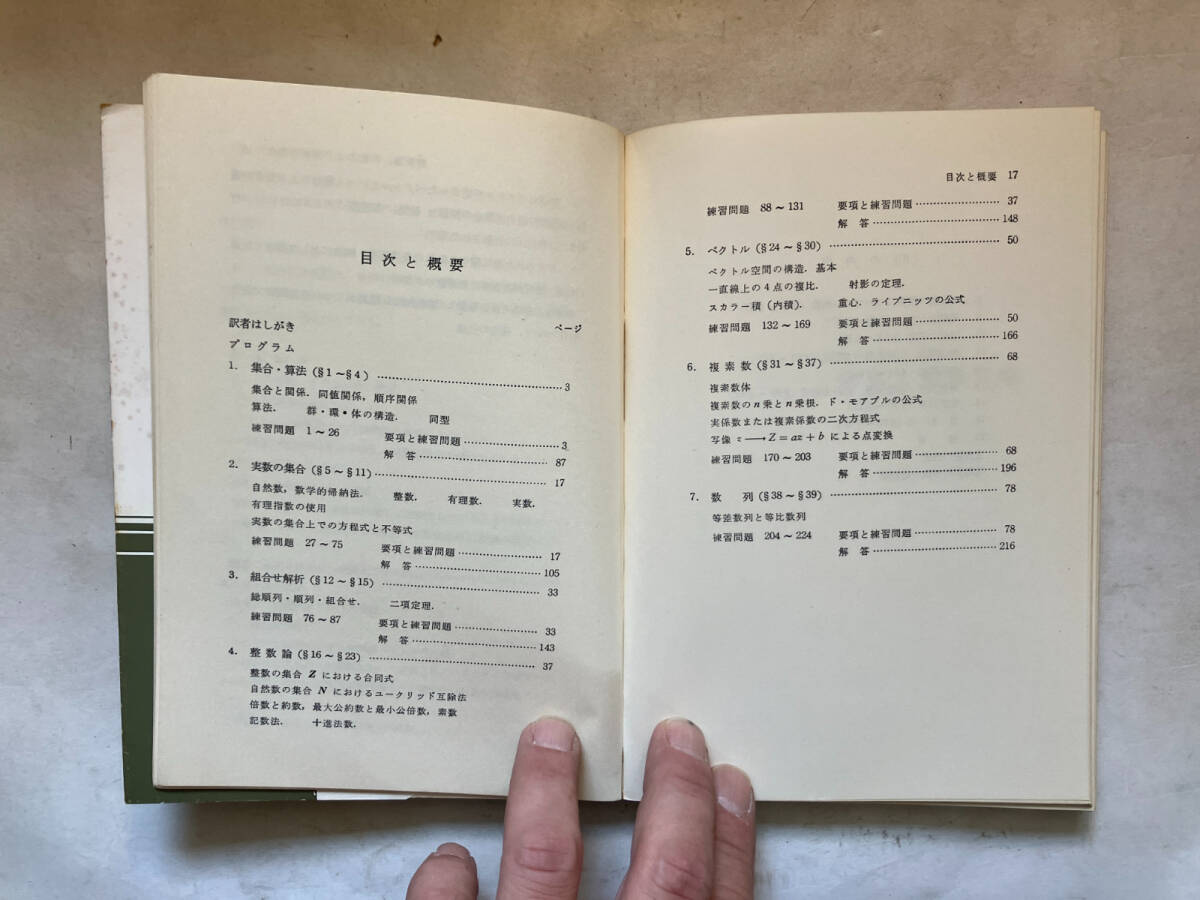 目次と概要
訳者はしがき ページ
プログラム
1. 集合・算法(§1~§4) ……………… 3
集合と関係. 同値関係, 順序関係
算法. 群・環・体の構造. 同型
練習問題 1~26 要項と練習問題 ……………… 3
解 答 ……………… 87
2. 実数の集合(§5~§11) ……………… 17
自然数, 数学的帰納法. 整数. 有理数. 実数.
有理指数の使用
実数の集合上での方程式と不等式
練習問題 27~75 要項と練習問題 ……………… 17
解 答 ……………… 105
3. 組合せ解析(§12~§15) ……………… 33
総順列・順列・組合せ. 二項定理.
練習問題 76~87 要項と練習問題 ……………… 33
解 答 ……………… 143
4. 整数論(§16~§23) ……………… 37
整数の集合 Z における合同式
自然数の集合 N におけるユークリッド互除法
倍数と約数, 最大公約数と最小公倍数, 素数
記数法. 十進法数.
目次と概要 17
練習問題 88~131 要項と練習問題 ……………… 37
解 答 ……………… 148
5. ベクトル(§24~§30) ……………… 50
ベクトル空間の構造. 基本
一直線上の4点の複比. 射影の定理.
スカラー積(内積). 重心. ライプニッツの公式
練習問題 132~169 要項と練習問題 ……………… 50
解 答 ……………… 166
6. 複素数(§31~§37) ……………… 68
複素数体
複素数のn乗とn乗根. ド・モアブルの公式
実係数または複素係数の二次方程式
写像 z→Z=az+b による点変換
練習問題 170~203 要項と練習問題 ……………… 68
解 答 ……………… 196
7. 数 列(§38~§39) ……………… 78
等差数列と等比数列
練習問題 204~224 要項と練習問題 ……………… 78
解 答 ……………… 216